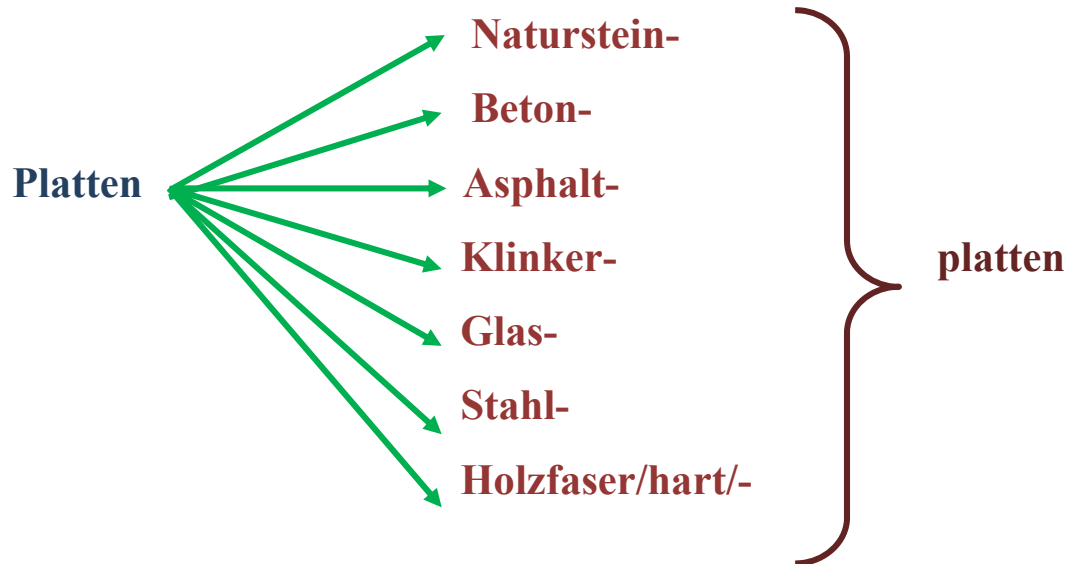 Naturstein-
Beton-
Platten
Asphalt-
Klinker-
platten
Glas-
Stahl-
Holzfaser/hart/-